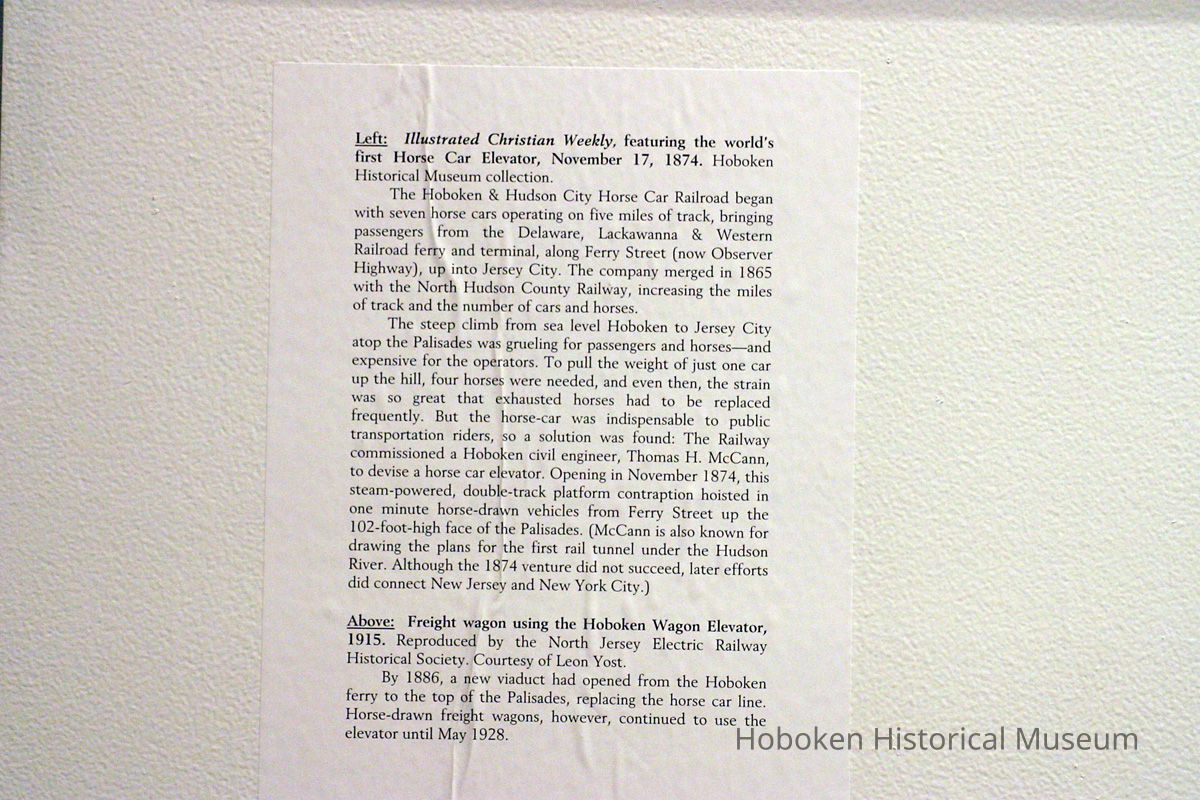 Left: Illustrated Christian Weekly, featuring the world's
first Horse Car Elevator, November 17, 1874. Hoboken
Historical Museum collection.
The Hoboken & Hudson City Horse Car Railroad began
with seven horse cars operating on five miles of track, bringing
passengers from the Delaware, Lackawanna & Western
Railroad ferry and terminal, along Ferry Street (now Observer
Highway), up into Jersey City. The company merged in 1865
with the North Hudson County Railway, increasing the miles
of track and the number of cars and horses.
The steep climb from sea level Hoboken to Jersey City
atop the Palisades was grueling for passengers and horses—and
expensive for the operators. To pull the weight of just one car
up the hill, four horses were needed, and even then, the strain
was so great that exhausted horses had to be replaced
frequently. But the horse-car was indispensable to public
transportation riders, so a solution was found: The Railway
commissioned a Hoboken civil engineer, Thomas H. McCann,
to devise a horse car elevator. Opening in November 1874, this
steam-powered, double-track platform contraption hoisted in
one minute horse-drawn vehicles from Ferry Street up the
102-foot-high face of the Palisades. (McCann is also known for
drawing the plans for the first rail tunnel under the Hudson
River. Although the 1874 venture did not succeed, later efforts
did connect New Jersey and New York City.)
Above: Freight wagon using the Hoboken Wagon Elevator,
1915. Reproduced by the North Jersey Electric Railway
Historical Society. Courtesy of Leon Yost.
By 1886, a new viaduct had opened from the Hoboken
ferry to the top of the Palisades, replacing the horse car line.
Horse-drawn freight wagons, however, continued to use the
elevator until May 1928.
Hoboken Historical Museum